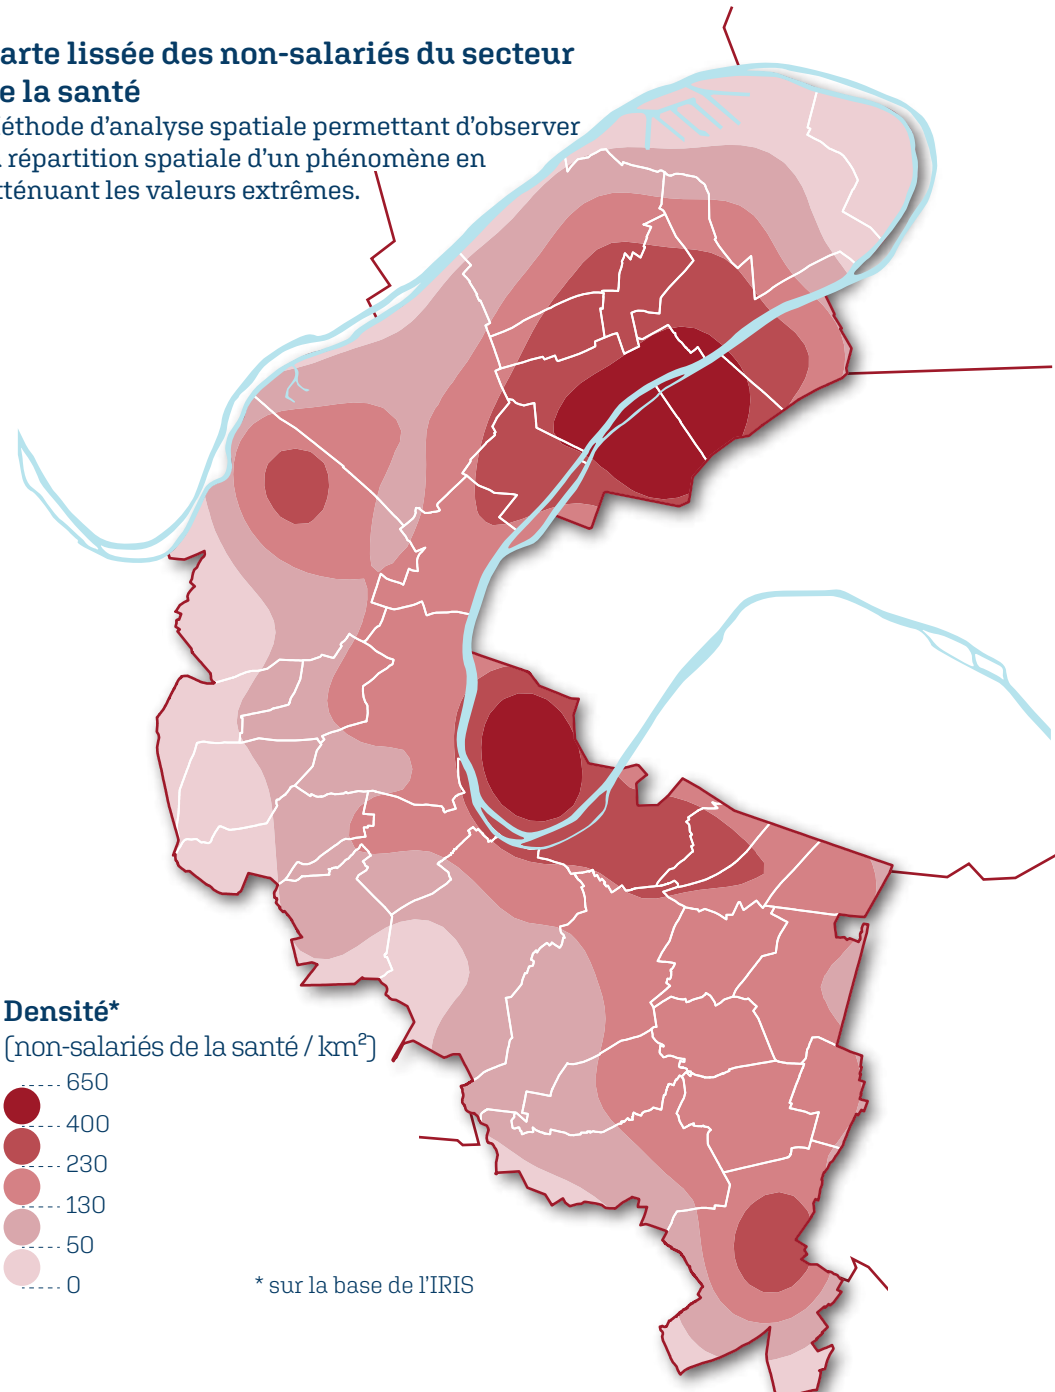 arte lissée des non-salariés du secteur
e la santé
éthode d'analyse spatiale permettant d'observer
répartition spatiale d'un phénomène en
tténuant les valeurs extrêmes.
Densité*
(non-salariés de la santé / km²)
650
400
230
130
50
0
* sur la base de l'IRIS